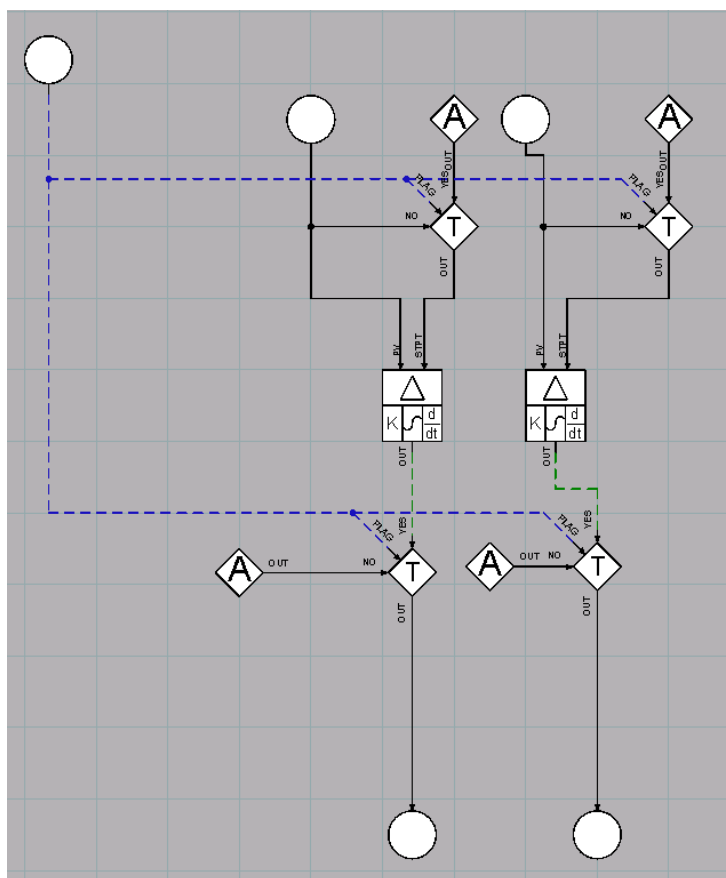 A
A
OUT
OUT
YES
YES
FLAG
FLAG
NO
NO
T
T
OUT
OUT
PV
STPT
PV
STPT
K
d
dt
K
d
dt
OUT
OUT
YES
YES
FLAG
FLAG
A
OUT
NO
T
A
OUT
NO
T
OUT
OUT